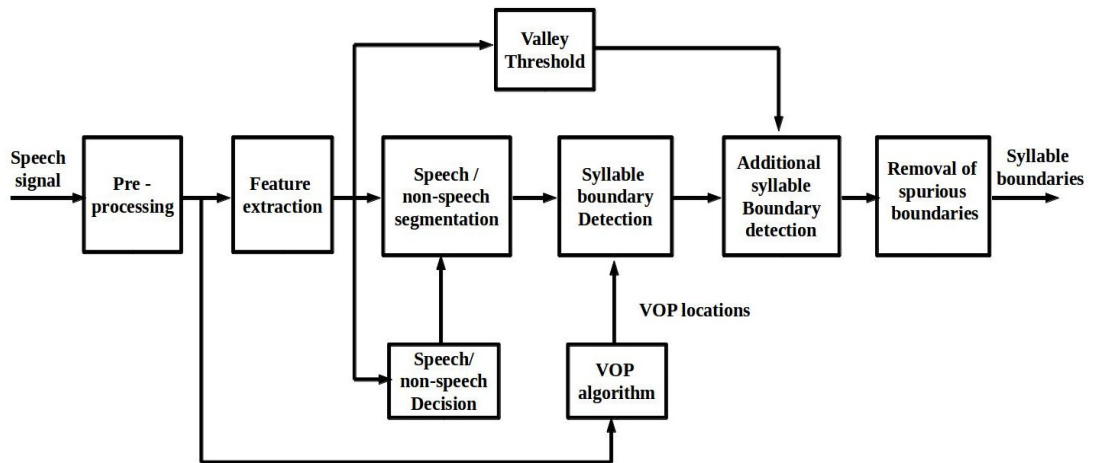 Valley
Threshold
Speech
signal
Pre -
processing
Feature
extraction
Speech /
non-speech
segmentation
Syllable
boundary
Detection
Additional
syllable
Boundary
detection
Removal of
spurious
boundaries
Syllable
boundaries
VOP locations
Speech/
non-speech
Decision
VOP
algorithm